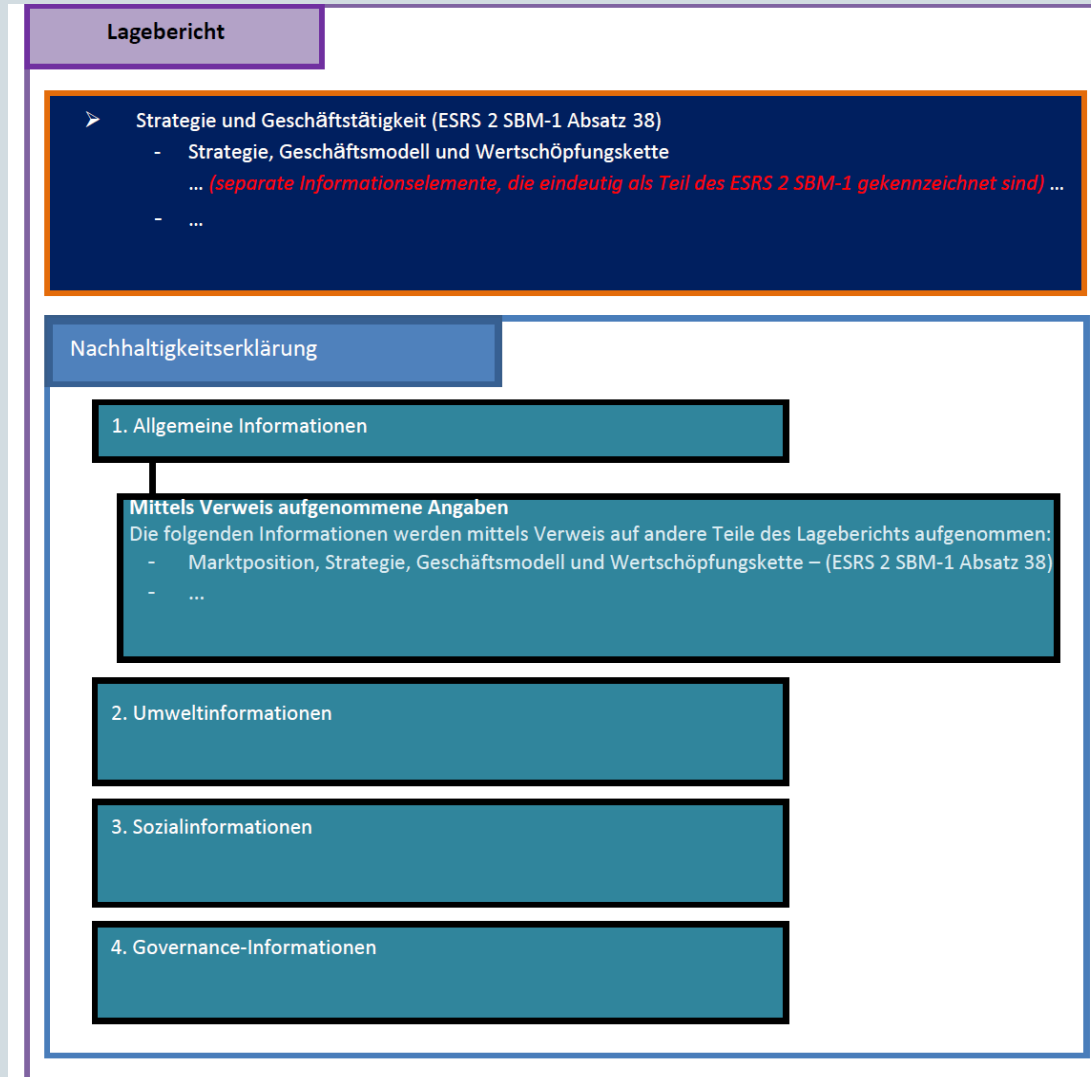 Lagebericht
➢ Strategie und Geschäftstätigkeit (ESRS 2 SBM-1 Absatz 38)
- Strategie, Geschäftsmodell und Wertschöpfungskette
... (separate Informationselemente, die eindeutig als Teil des ESRS 2 SBM-1 gekennzeichnet sind) ...
- ...
Nachhaltigkeitserklärung
1. Allgemeine Informationen
Mittels Verweis aufgenommene Angaben
Die folgenden Informationen werden mittels Verweis auf andere Teile des Lageberichts aufgenommen:
- Marktposition, Strategie, Geschäftsmodell und Wertschöpfungskette – (ESRS 2 SBM-1 Absatz 38)
- ...
2. Umweltinformationen
3. Sozialinformationen
4. Governance-Informationen